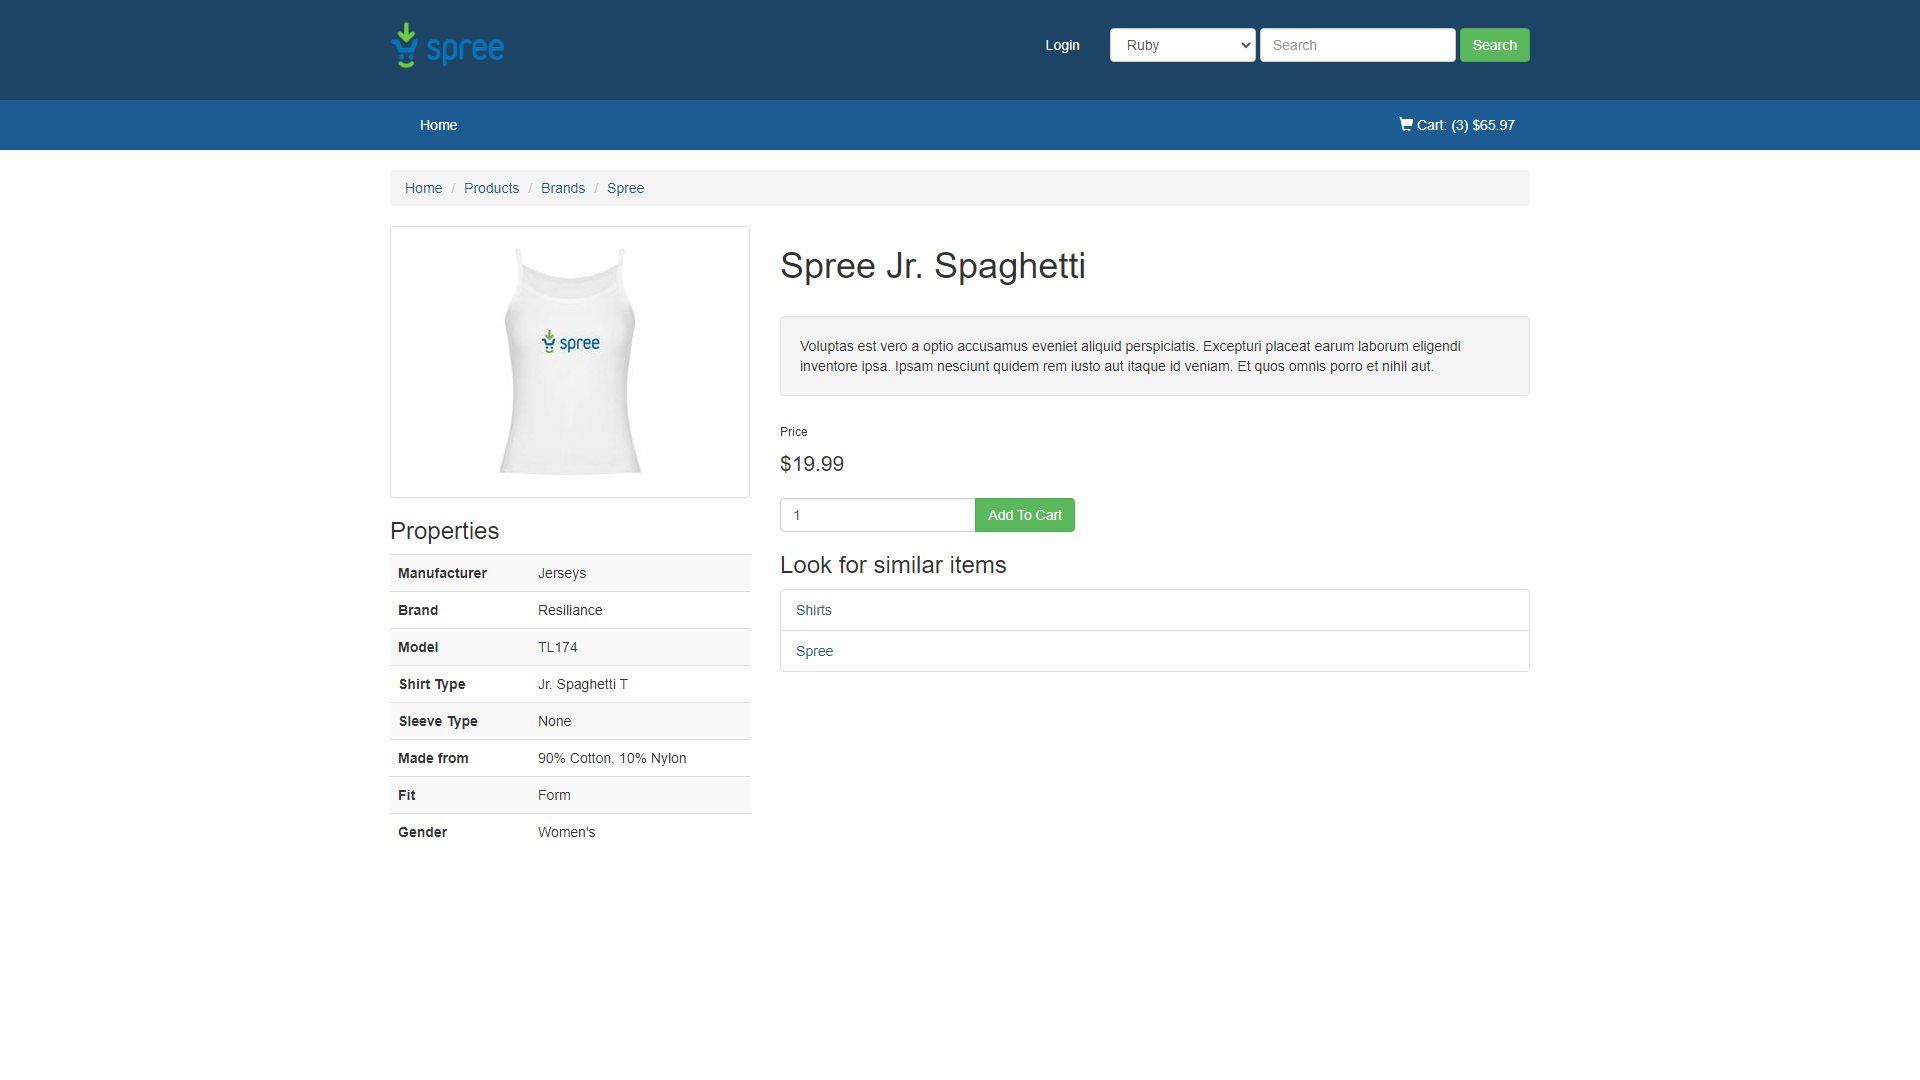 spree
Login
Ruby
Search
Search
Home
Cart: (3) $65.97
Home / Products / Brands / Spree
spree
Spree Jr. Spaghetti
Voluptas est vero a optio accusamus eveniet aliquid perspiciatis. Excepturi placeat earum laborum eligendi
inventore ipsa. Ipsam nesciunt quidem rem iusto aut itaque id veniam. Et quos omnis porro et nihil aut.
Price
$19.99
1
Add To Cart
Look for similar items
Shirts
Spree
Properties
Manufacturer Jerseys
Brand Resiliance
Model TL174
Shirt Type Jr. Spaghetti T
Sleeve Type None
Made from 90% Cotton, 10% Nylon
Fit Form
Gender Women's